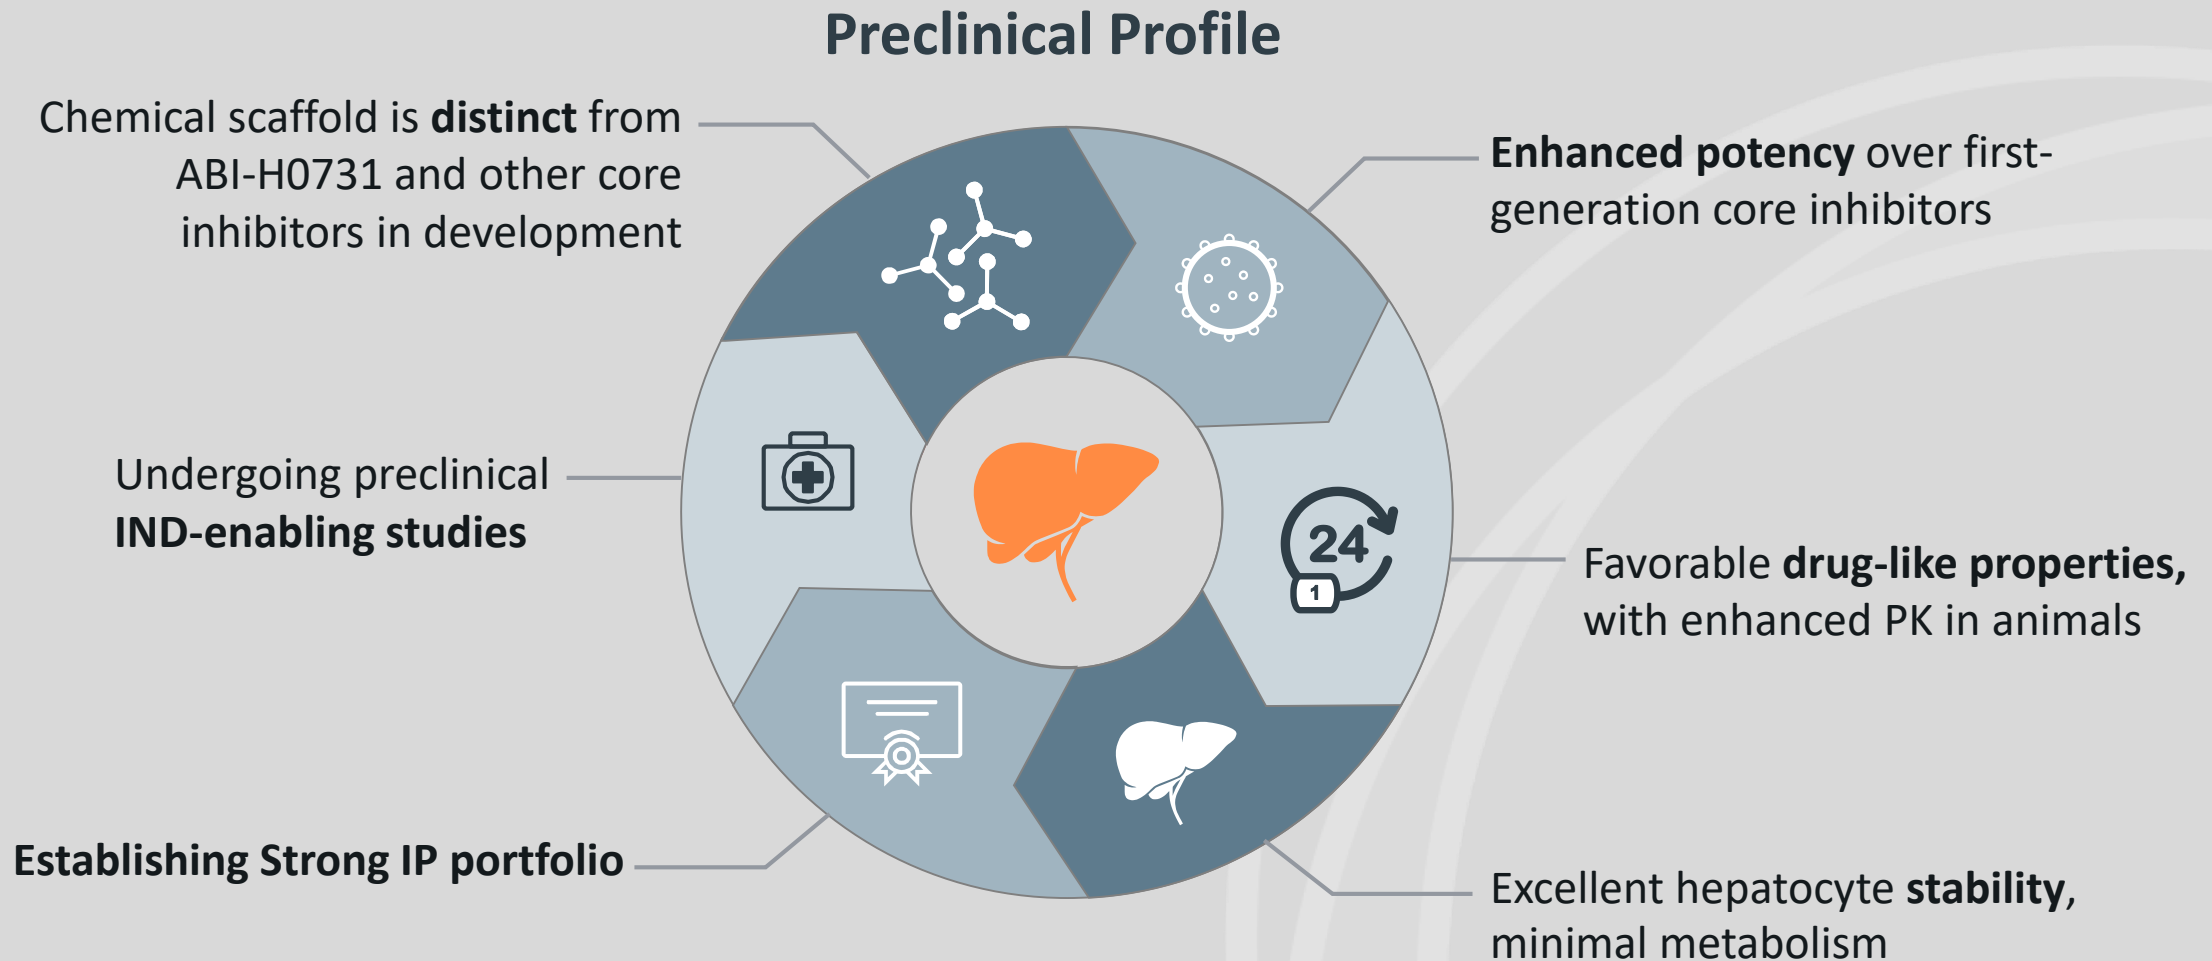 Preclinical Profile
Chemical scaffold is distinct from
ABI-H0731 and other core
inhibitors in development
Enhanced potency over first-
generation core inhibitors
Undergoing preclinical
IND-enabling studies
24
1
Favorable drug-like properties,
with enhanced PK in animals
Establishing Strong IP portfolio
Excellent hepatocyte stability,
minimal metabolism